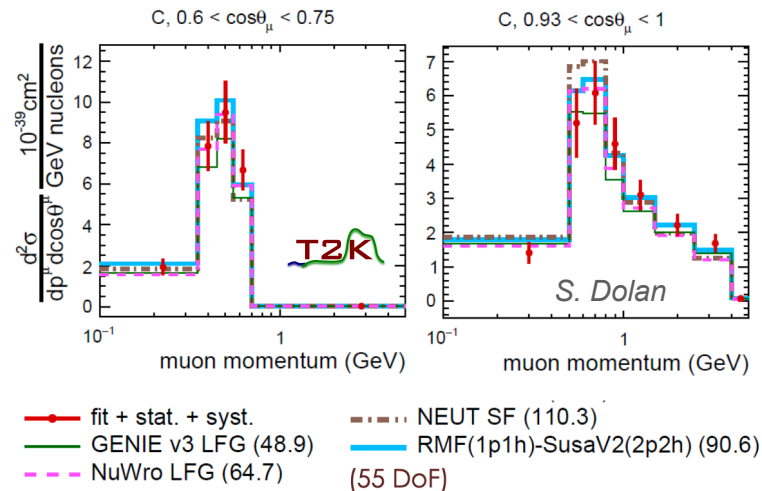 C, 0.6 < cosθμ < 0.75
C, 0.93 < cosθμ < 1
d²σ
dpμ dcosθμ
10⁻³⁹cm²
GeV nucleons
12
10
8
6
4
2
0
T2K
10⁻¹
1
muon momentum (GeV)
7
6
5
4
3
2
1
0
S. Dolan
10⁻¹
1
muon momentum (GeV)
fit + stat. + syst.
NEUT SF (110.3)
GENIE v3 LFG (48.9)
RMF(1p1h)-SusaV2(2p2h) (90.6)
NuWro LFG (64.7)
(55 DoF)